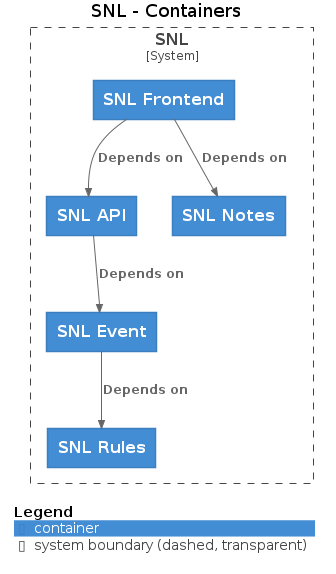 SNL - Containers
SNL
[System]
SNL Frontend
Depends on
Depends on
SNL API
SNL Notes
Depends on
SNL Event
Depends on
SNL Rules
Legend
container
system boundary (dashed, transparent)